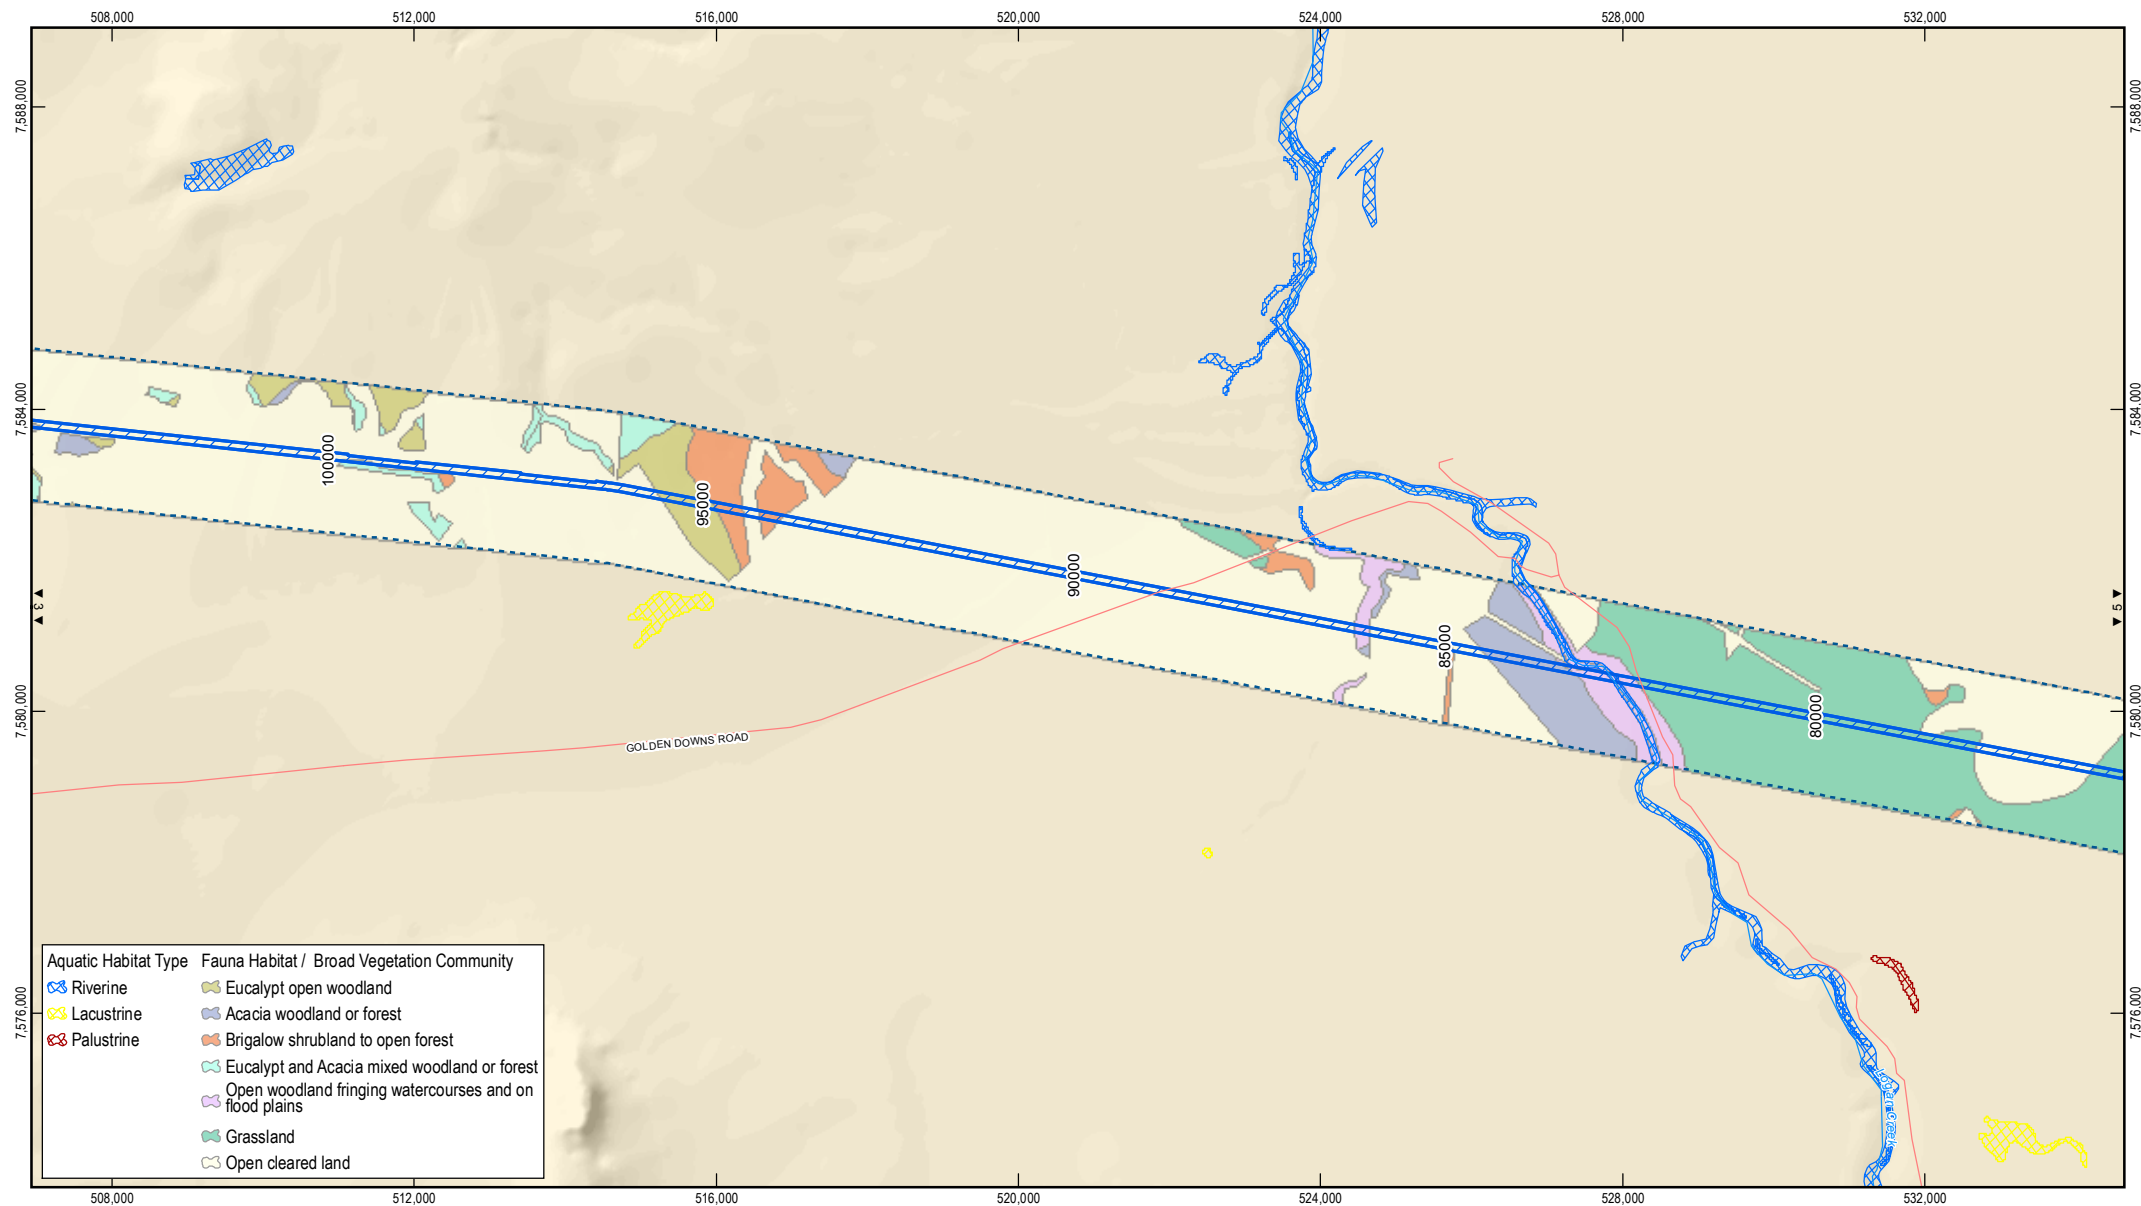 508,000 512,000 516,000 520,000 524,000 528,000 532,000
7,588,000 7,588,000
7,584,000 7,584,000
100000
95000
90000
85000
80000
3 5
7,580,000 7,580,000
GOLDEN DOWNS ROAD
7,576,000 7,576,000
Logan Creek
Aquatic Habitat Type
Riverine
Lacustrine
Palustrine
Fauna Habitat / Broad Vegetation Community
Eucalypt open woodland
Acacia woodland or forest
Brigalow shrubland to open forest
Eucalypt and Acacia mixed woodland or forest
Open woodland fringing watercourses and on
flood plains
Grassland
Open cleared land
508,000 512,000 516,000 520,000 524,000 528,000 532,000